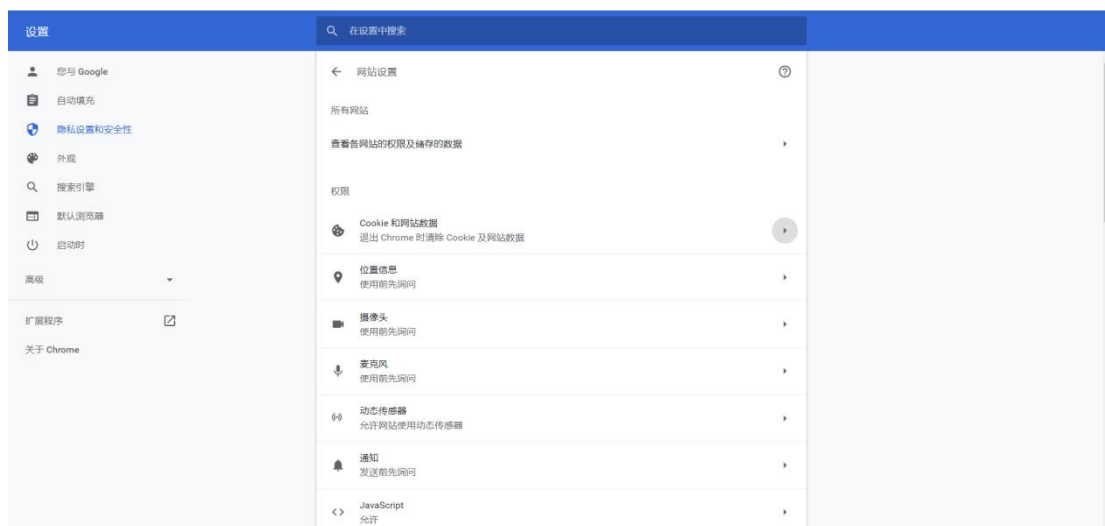 设置
在设置中搜索
您与 Google
自动填充
隐私设置和安全性
外观
搜索引擎
默认浏览器
启动时
高级
扩展程序
关于 Chrome
网站设置
所有网站
查看各网站的权限及储存的数据
权限
Cookie 和网站数据
退出 Chrome 时清除 Cookie 及网站数据
位置信息
使用前先询问
摄像头
使用前先询问
麦克风
使用前先询问
动态传感器
允许网站使用动态传感器
通知
发送前先询问
JavaScript
允许